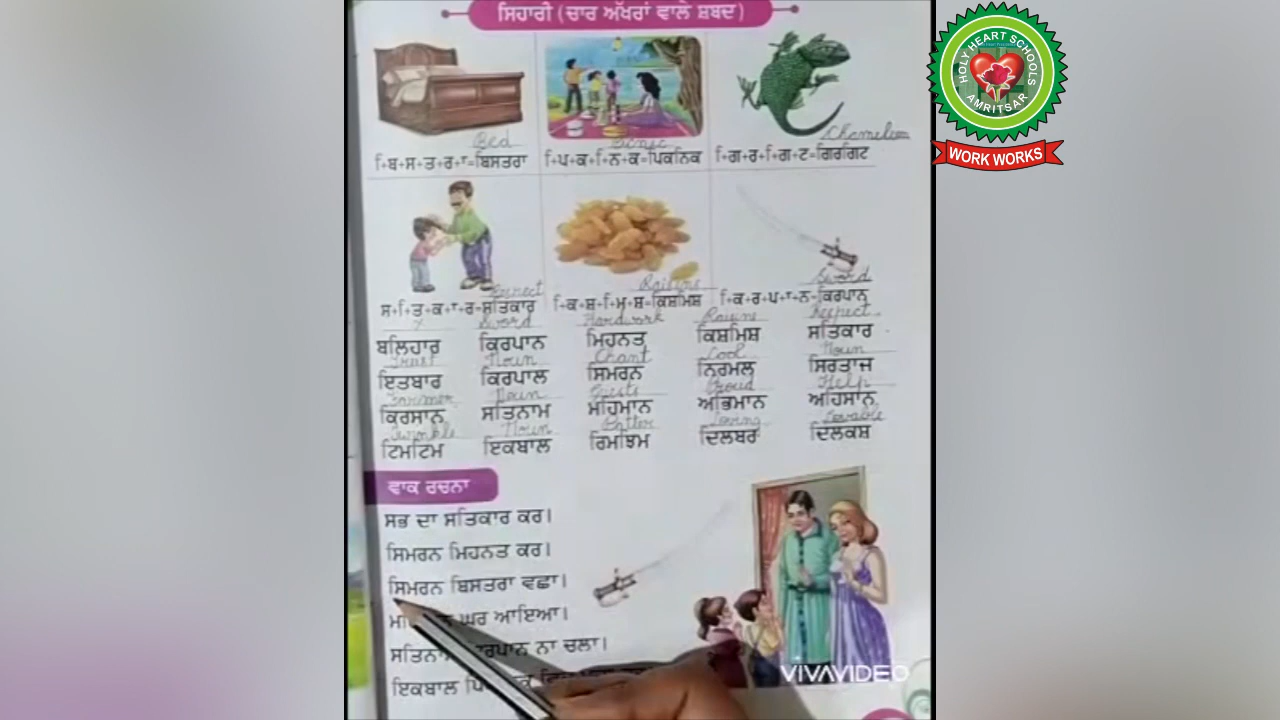 ਸਿਹਾਰੀ (ਚਾਰ ਅੱਖਰਾਂ ਵਾਲੇ ਸ਼ਬਦ)
HOLY HEART SCHOOLS
AMRITSAR
WORK WORKS
Bed Picnic Chameleon
ਿ+ਬ+ਸ+ਤ+ਰ+ਾ=ਬਿਸਤਰਾ ਿ+ਪ+ਕ+ਿ+ਨ+ਕ=ਪਿਕਨਿਕ ਿ+ਗ+ਰ+ਿ+ਗ+ਟ=ਗਿਰਗਿਟ
Respect Raisins Sword
ਸ+ਿ+ਤ+ਕ+ਾ+ਰ=ਸਤਿਕਾਰ ਿ+ਕ+ਸ਼+ਿ+ਮ+ਸ਼=ਕਿਸ਼ਮਿਸ਼ ਿ+ਕ+ਰ+ਪ+ਾ+ਨ=ਕਿਰਪਾਨ
Sword Hardwork Respect
ਬਲਿਹਾਰ ਕਿਰਪਾਨ ਮਿਹਨਤ ਕਿਸ਼ਮਿਸ਼ ਸਤਿਕਾਰ
Trust Noun Chant Cool Noun
ਇਤਬਾਰ ਕਿਰਪਾਲ ਸਿਮਰਨ ਨਿਰਮਲ ਸਿਰਤਾਜ
Farmer Noun Guests Proud Help
ਕਿਰਸਾਨ ਸਤਿਨਾਮ ਮਹਿਮਾਨ ਅਭਿਮਾਨ ਅਹਿਸਾਨ
Noun Loving
ਟਿਮਟਿਮ ਇਕਬਾਲ ਰਿਮਝਿਮ ਦਿਲਬਰ ਦਿਲਕਸ਼
ਵਾਕ ਰਚਨਾ
ਸਭ ਦਾ ਸਤਿਕਾਰ ਕਰ।
ਸਿਮਰਨ ਮਿਹਨਤ ਕਰ।
ਸਿਮਰਨ ਬਿਸਤਰਾ ਵਛਾ।
ਘਰ ਆਇਆ।
ਨਾ ਚਲਾ।
ਇਕਬਾਲ
VIVAVIDEO